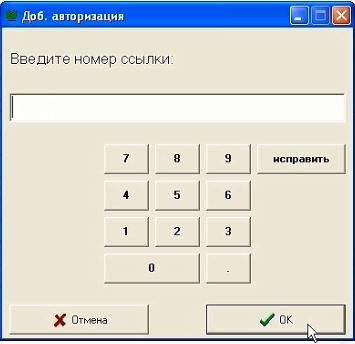 Доб. авторизация
Введите номер ссылки:
7 8 9 исправить
4 5 6
1 2 3
0 .
Отмена OK